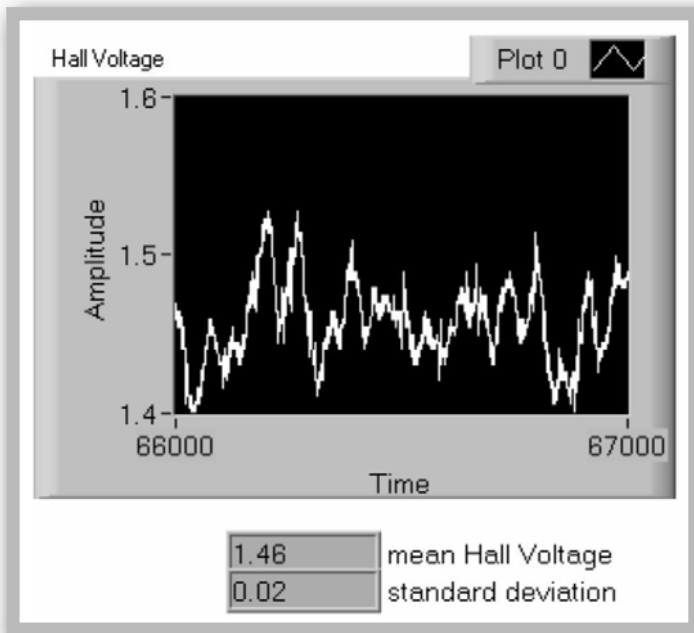 Hall Voltage
Plot 0
1.6
1.5
1.4
Amplitude
66000
67000
Time
1.46 mean Hall Voltage
0.02 standard deviation